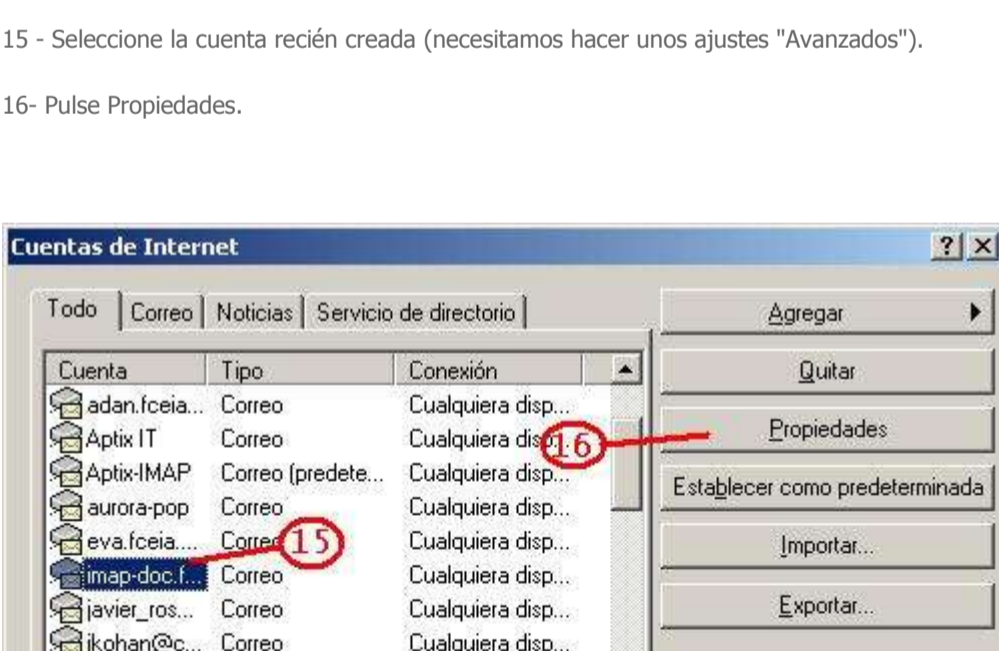 15 - Seleccione la cuenta recién creada (necesitamos hacer unos ajustes "Avanzados").
16- Pulse Propiedades.
Cuentas de Internet
Todo Correo Noticias Servicio de directorio
Agregar
Cuenta Tipo Conexión
Quitar
adan.fceia... Correo Cualquiera disp...
Aptix IT Correo Cualquiera disp...
16
Propiedades
Aptix-IMAP Correo (predete... Cualquiera disp...
Establecer como predeterminada
aurora-pop Correo Cualquiera disp...
eva.fceia.... Correo Cualquiera disp...
15
Importar...
imap-doc.f... Correo Cualquiera disp...
javier_ros... Correo Cualquiera disp...
Exportar...
jkohan@c... Correo Cualquiera disp...